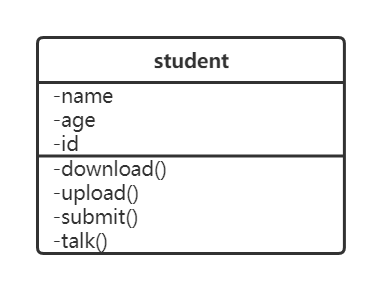 student
-name
-age
-id
-download()
-upload()
-submit()
-talk()